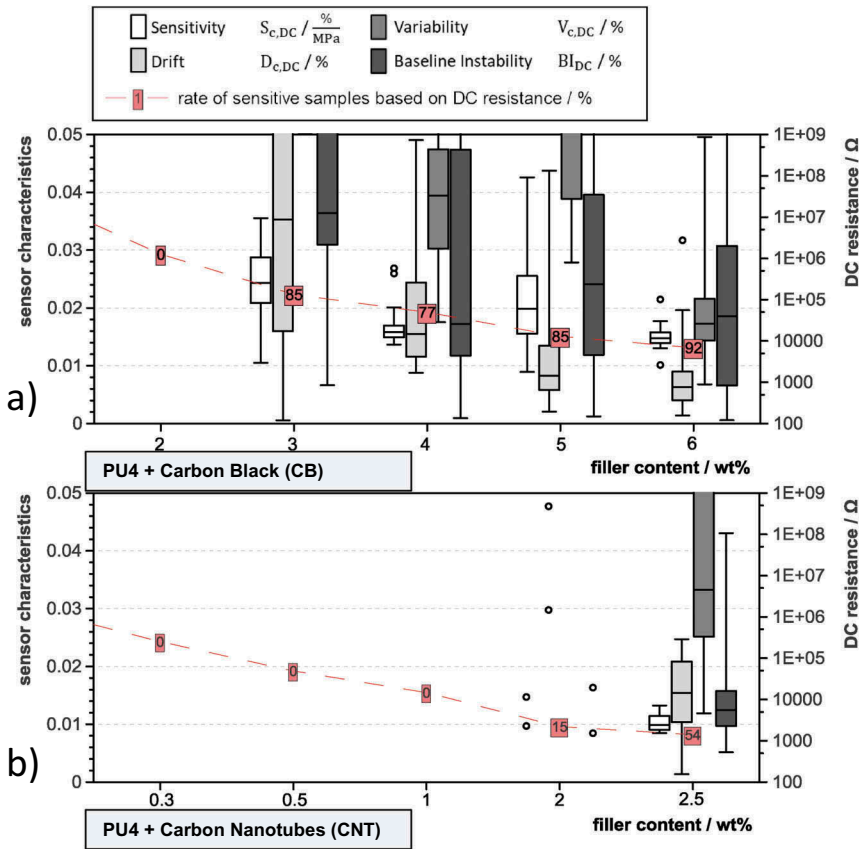 Sensitivity S_c,DC / %/MPa Variability V_c,DC / %
Drift D_c,DC / % Baseline Instability BI_DC / %
1 rate of sensitive samples based on DC resistance / %
a)
sensor characteristics
0.05
0.04
0.03
0.02
0.01
0
0
85
77
85
92
1E+09
1E+08
1E+07
1E+06
1E+05
10000
1000
100
DC resistance / Ω
2 3 4 5 6
PU4 + Carbon Black (CB)
filler content / wt%
b)
sensor characteristics
0.05
0.04
0.03
0.02
0.01
0
0
0
0
15
54
1E+09
1E+08
1E+07
1E+06
1E+05
10000
1000
100
DC resistance / Ω
0.3 0.5 1 2 2.5
PU4 + Carbon Nanotubes (CNT)
filler content / wt%